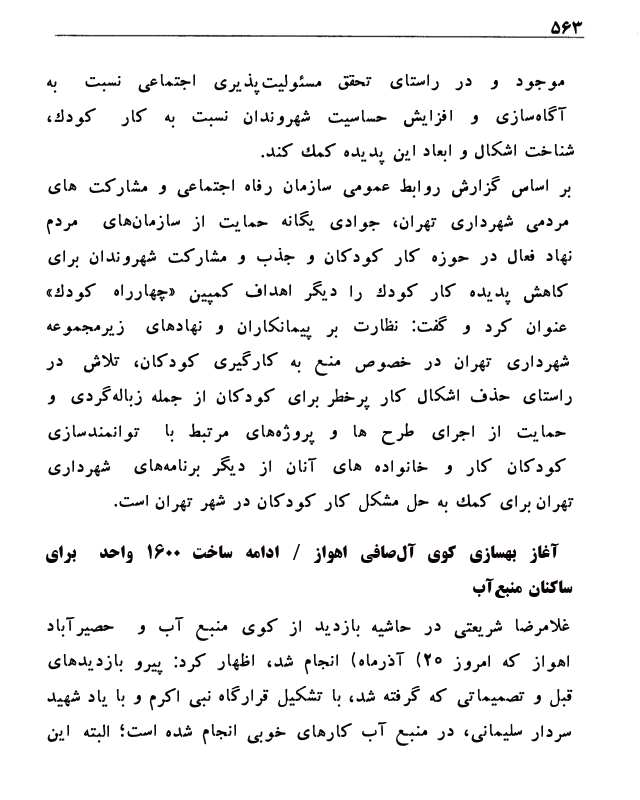 ۵۶۳
موجود و در راستای تحقق مسئولیت‌پذیری اجتماعی نسبت به
آگاه‌سازی و افزایش حساسیت شهروندان نسبت به کار کودك،
شناخت اشکال و ابعاد این پدیده کمك کند.
بر اساس گزارش روابط عمومی سازمان رفاه اجتماعی و مشارکت های
مردمی شهرداری تهران، جوادی یگانه حمایت از سازمان‌های مردم
نهاد فعال در حوزه کار کودکان و جذب و مشارکت شهروندان برای
کاهش پدیده کار کودك را دیگر اهداف کمپین «چهارراه کودك»
عنوان کرد و گفت: نظارت بر پیمانکاران و نهادهای زیرمجموعه
شهرداری تهران در خصوص منع به کارگیری کودکان، تلاش در
راستای حذف اشکال کار پرخطر برای کودکان از جمله زباله‌گردی و
حمایت از اجرای طرح ها و پروژه‌های مرتبط با توانمندسازی
کودکان کار و خانواده های آنان از دیگر برنامه‌های شهرداری
تهران برای کمك به حل مشکل کار کودکان در شهر تهران است.
آغاز بهسازی کوی آل‌صافی اهواز / ادامه ساخت ۱۶۰۰ واحد برای
ساکنان منبع‌آب
غلامرضا شریعتی در حاشیه بازدید از کوی منبع آب و حصیرآباد
اهواز که امروز ۲۰) آذرماه) انجام شد، اظهار کرد: پیرو بازدیدهای
قبل و تصمیماتی که گرفته شد، با تشکیل قرارگاه نبی اکرم و با یاد شهید
سردار سلیمانی، در منبع آب کارهای خوبی انجام شده است؛ البته این